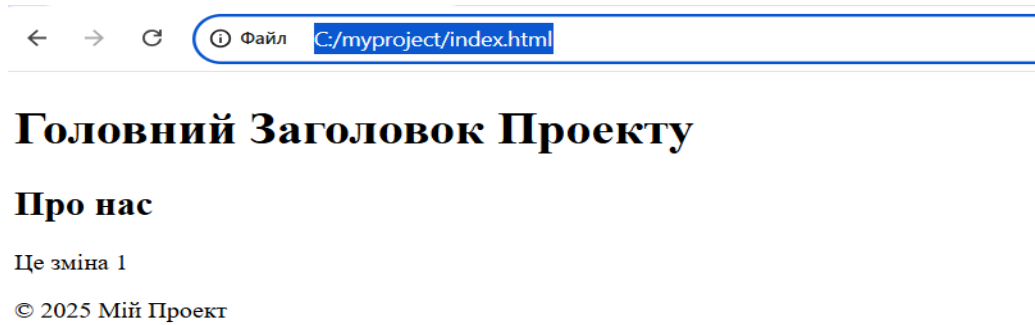 Файл C:/myproject/index.html
Головний Заголовок Проекту
Про нас
Це зміна 1
© 2025 Мій Проект